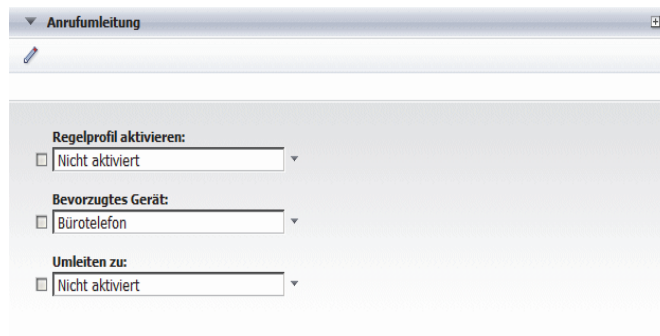 Anrufumleitung
Regelprofil aktivieren:
Nicht aktiviert
Bevorzugtes Gerät:
Bürotelefon
Umleiten zu:
Nicht aktiviert